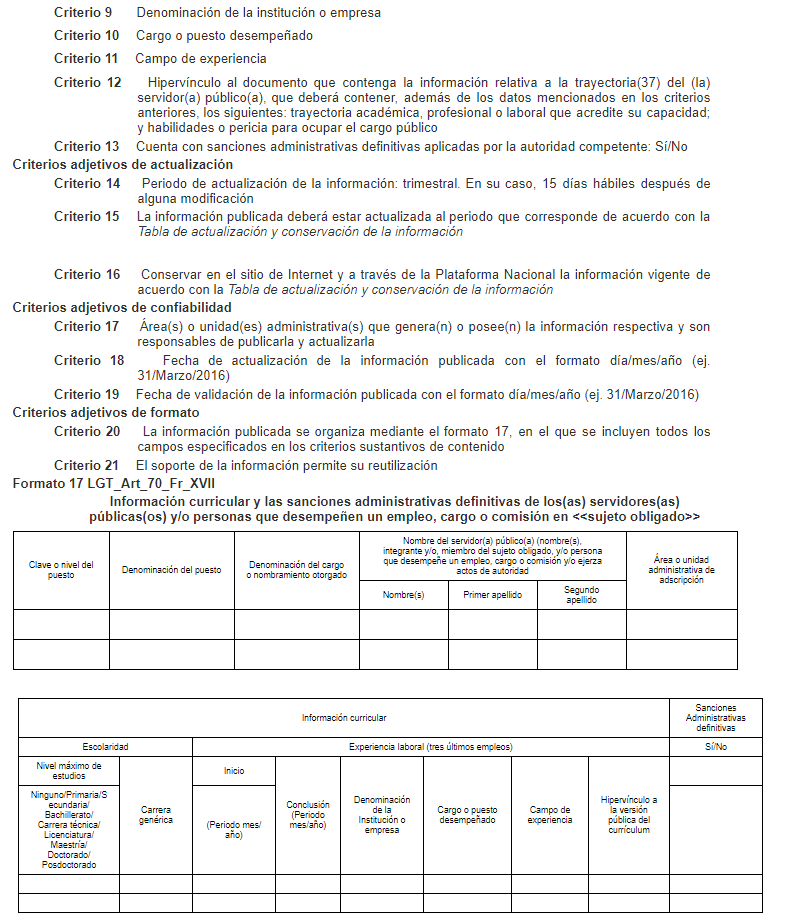 Criterio 9 Denominación de la institución o empresa
Criterio 10 Cargo o puesto desempeñado
Criterio 11 Campo de experiencia
Criterio 12 Hipervínculo al documento que contenga la información relativa a la trayectoria(37) del (la)
servidor(a) público(a), que deberá contener, además de los datos mencionados en los criterios
anteriores, los siguientes: trayectoria académica, profesional o laboral que acredite su capacidad;
y habilidades o pericia para ocupar el cargo público
Criterio 13 Cuenta con sanciones administrativas definitivas aplicadas por la autoridad competente: Sí/No
Criterios adjetivos de actualización
Criterio 14 Periodo de actualización de la información: trimestral. En su caso, 15 días hábiles después de
alguna modificación
Criterio 15 La información publicada deberá estar actualizada al periodo que corresponde de acuerdo con la
Tabla de actualización y conservación de la información
Criterio 16 Conservar en el sitio de Internet y a través de la Plataforma Nacional la información vigente de
acuerdo con la Tabla de actualización y conservación de la información
Criterios adjetivos de confiabilidad
Criterio 17 Área(s) o unidad(es) administrativa(s) que genera(n) o posee(n) la información respectiva y son
responsables de publicarla y actualizarla
Criterio 18 Fecha de actualización de la información publicada con el formato día/mes/año (ej.
31/Marzo/2016)
Criterio 19 Fecha de validación de la información publicada con el formato día/mes/año (ej. 31/Marzo/2016)
Criterios adjetivos de formato
Criterio 20 La información publicada se organiza mediante el formato 17, en el que se incluyen todos los
campos especificados en los criterios sustantivos de contenido
Criterio 21 El soporte de la información permite su reutilización
Formato 17 LGT_Art_70_Fr_XVII
Información curricular y las sanciones administrativas definitivas de los(as) servidores(as)
públicas(os) y/o personas que desempeñen un empleo, cargo o comisión en <<sujeto obligado>>
Clave o nivel del
puesto
Denominación del puesto
Denominación del cargo
o nombramiento otorgado
Nombre del servidor(a) público(a) (nombre(s),
integrante y/o, miembro del sujeto obligado, y/o persona
que desempeñe un empleo, cargo o comisión y/o ejerza
actos de autoridad
Nombre(s)
Primer apellido
Segundo
apellido
Área o unidad
administrativa de
adscripción
Información curricular
Sanciones
Administrativas
definitivas
Escolaridad
Experiencia laboral (tres últimos empleos)
Sí/No
Nivel máximo de
estudios
Ninguno/Primaria/S
ecundaria/
Bachillerato/
Carrera técnica/
Licenciatura/
Maestría/
Doctorado/
Posdoctorado
Carrera
genérica
Inicio
(Periodo mes/
año)
Conclusión
(Periodo
mes/año)
Denominación
de la
Institución o
empresa
Cargo o puesto
desempeñado
Campo de
experiencia
Hipervínculo a
la versión
pública del
currículum